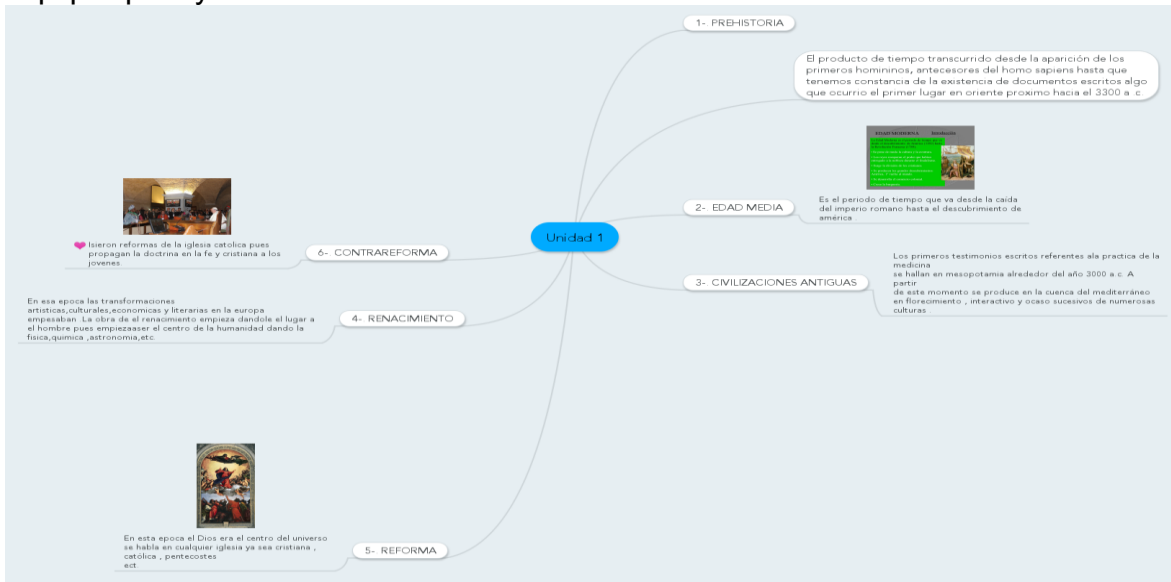 1- PREHISTORIA
El producto de tiempo transcurrido desde la aparición de los
primeros homininos, antecesores del homo sapiens hasta que
tenemos constancia de la existencia de documentos escritos algo
que ocurrio el primer lugar en oriente proximo hacia el 3300 a .c.
EDAD MODERNA Introducción
2- EDAD MEDIA
Es el periodo de tiempo que va desde la caida
del imperio romano hasta el descubrimiento de
américa
Unidad 1
3- CIVILIZACIONES ANTIGUAS
Los primeros testimonios escritos referentes ala practica de la
medicina
se hallan en mesopotamia alrededor del año 3000 a.c. A
partir
de este momento se produce en la cuenca del mediterráneo
en florecimiento , interactivo y ocaso sucesivos de numerosas
culturas .
6- CONTRAREFORMA
Isieron reformas de la iglesia catolica pues
propagan la doctrina en la fe y cristiana a los
jovenes.
4- RENACIMIENTO
En esa epoca las transformaciones
artisticas,culturales,economicas y literarias en la europa
empesaban .La obra de el renacimiento empieza dandole el lugar a
el hombre pues empiezaaser el centro de la humanidad dando la
fisica,quimica ,astronomia,etc.
5- REFORMA
En esta epoca el Dios era el centro del universo
se habla en cualquier iglesia ya sea cristiana ,
católica , pentecostes
ect.